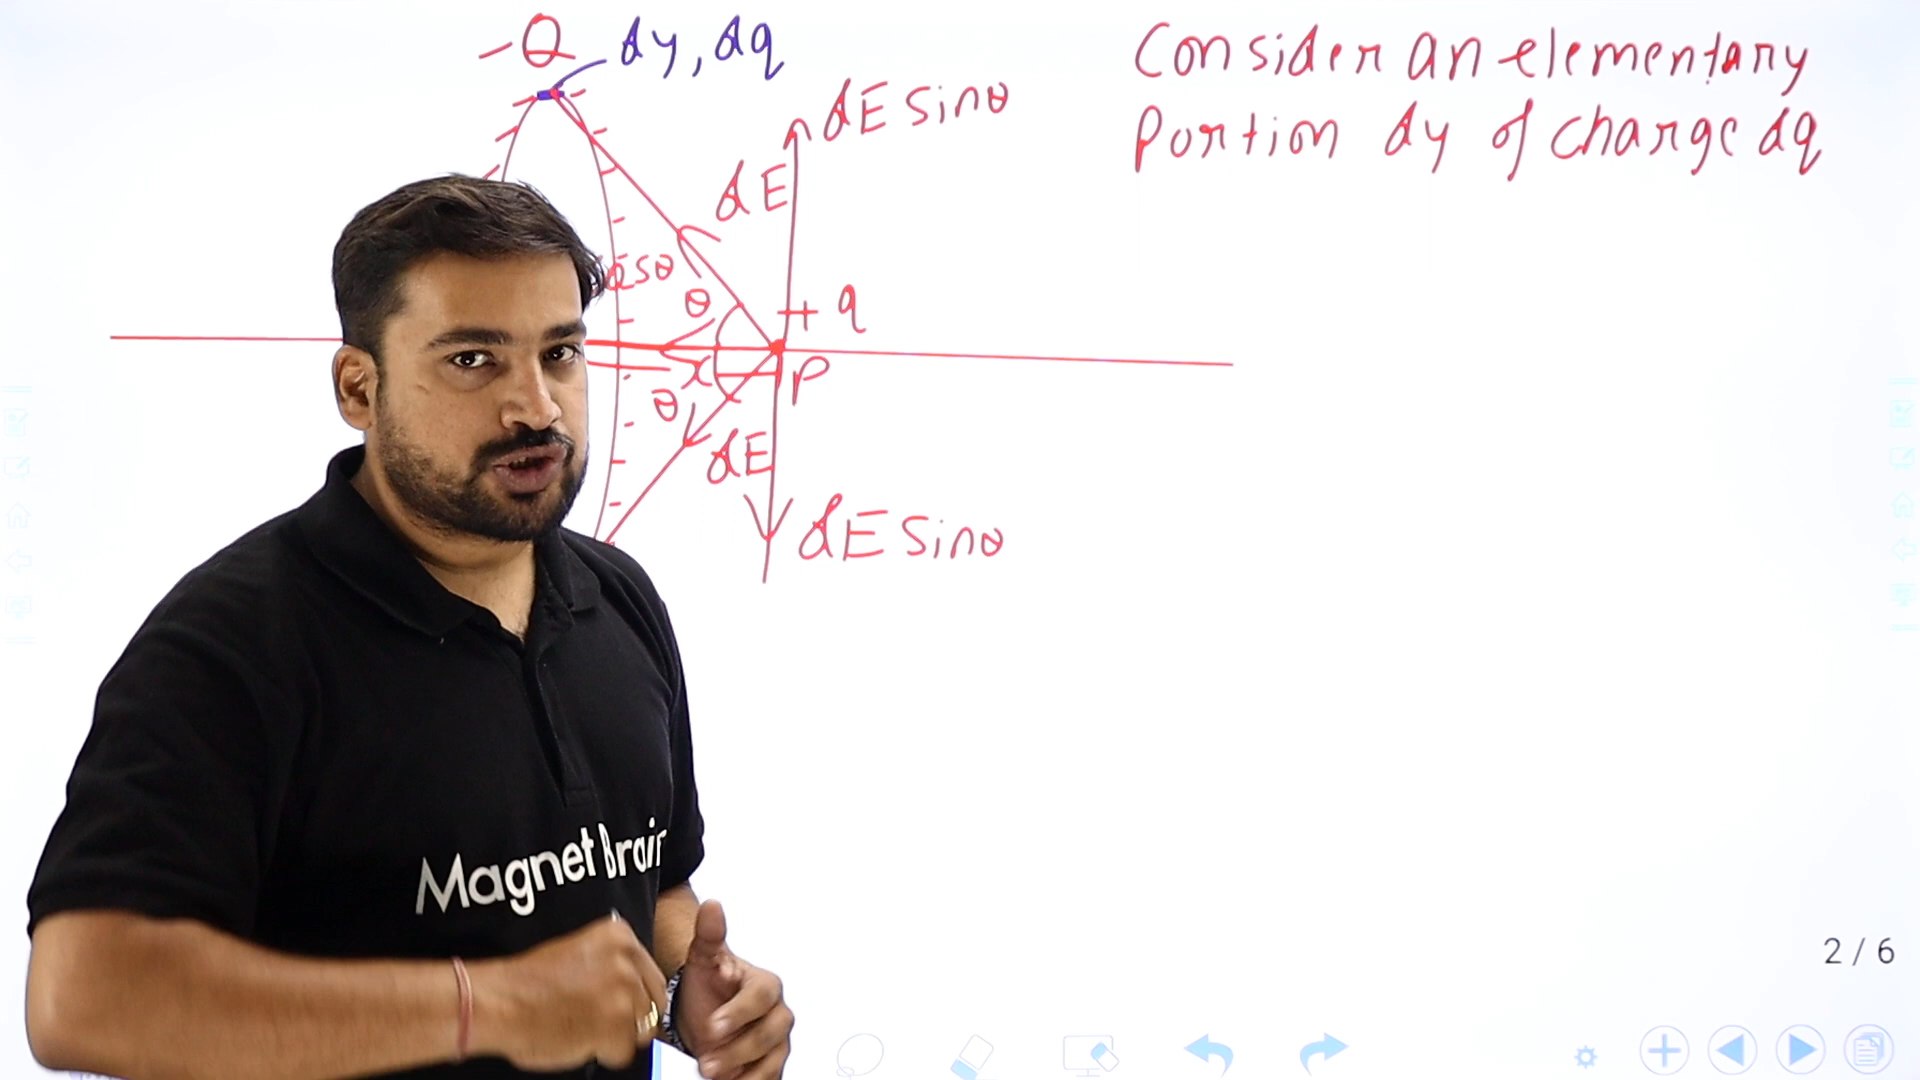 -Q
dy, dq
Consider an elementary
Portion dy of charge dq
dE sinθ
dE
θ
+q
x
P
θ
dE
dE sinθ
Magnet Brain
2 / 6